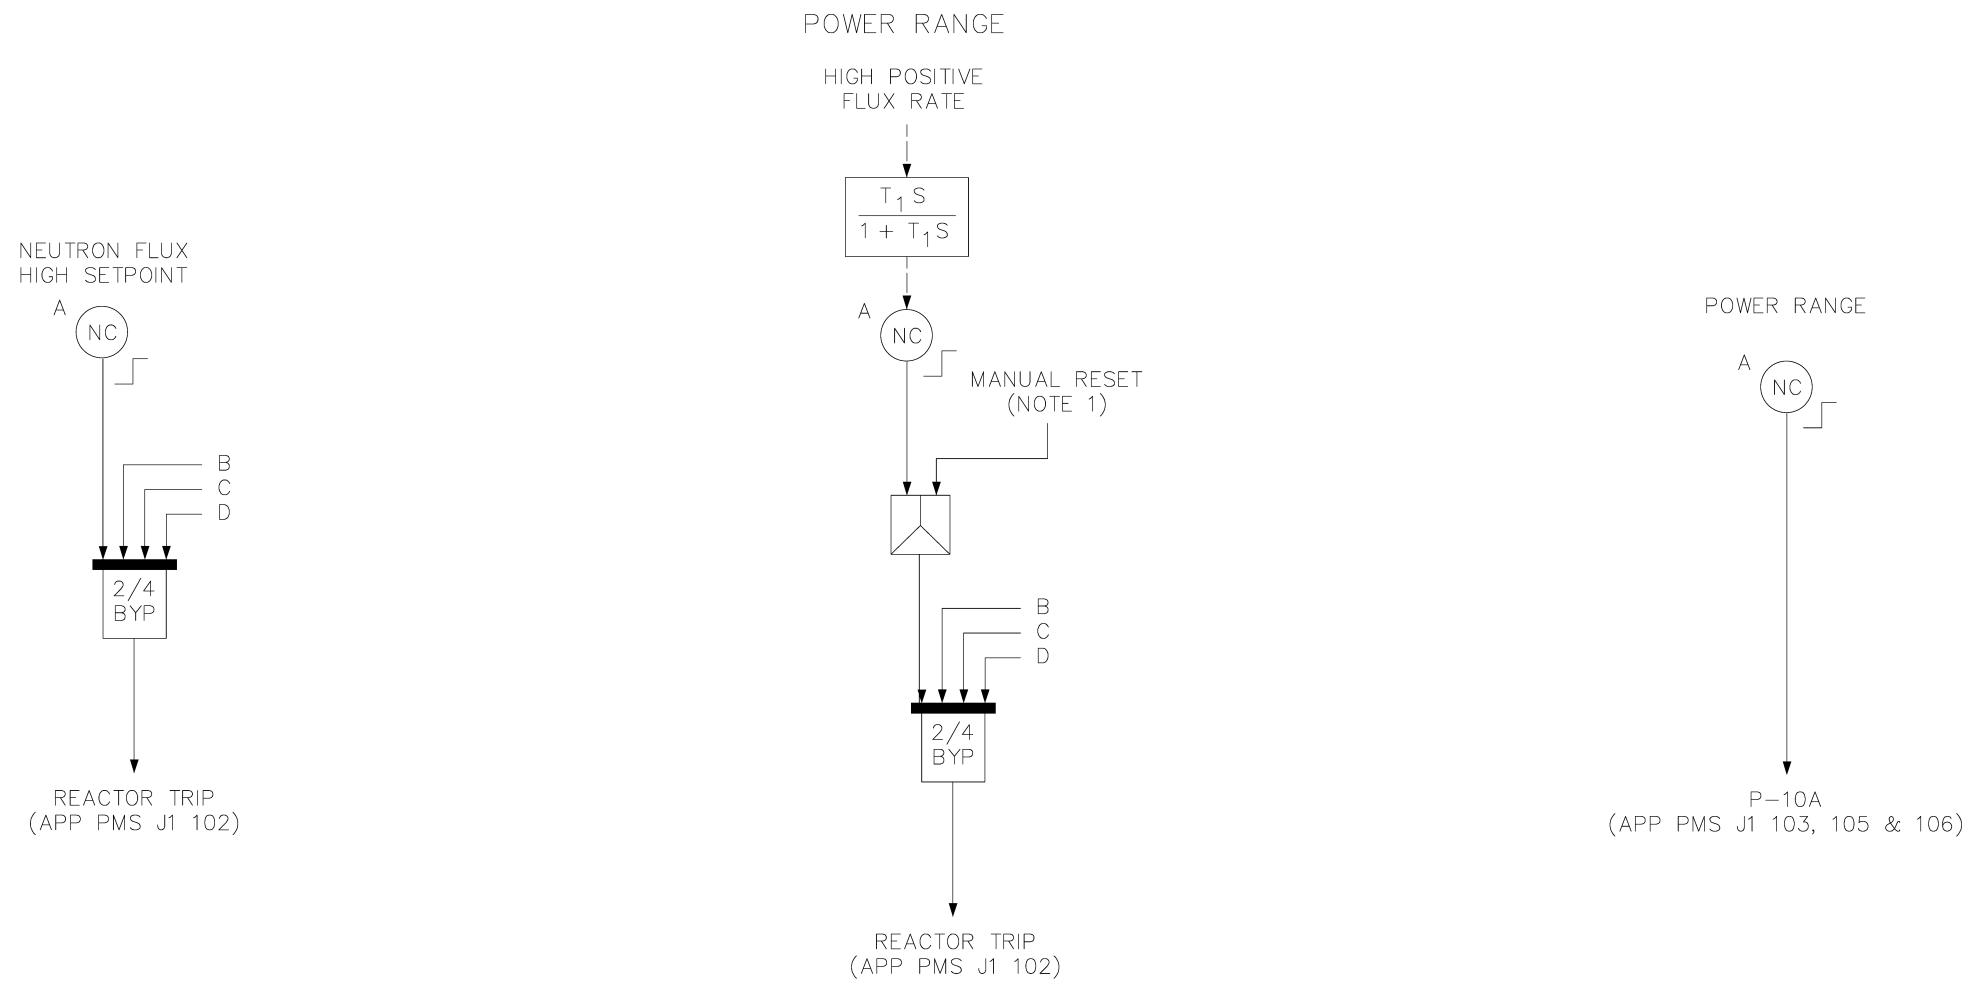 POWER RANGE
HIGH POSITIVE
FLUX RATE
T1 S
1 + T1S
NEUTRON FLUX
HIGH SETPOINT
A
NC
B
C
D
2/4
BYP
REACTOR TRIP
(APP PMS J1 102)
A
NC
MANUAL RESET
(NOTE 1)
B
C
D
2/4
BYP
REACTOR TRIP
(APP PMS J1 102)
POWER RANGE
A
NC
P-10A
(APP PMS J1 103, 105 & 106)